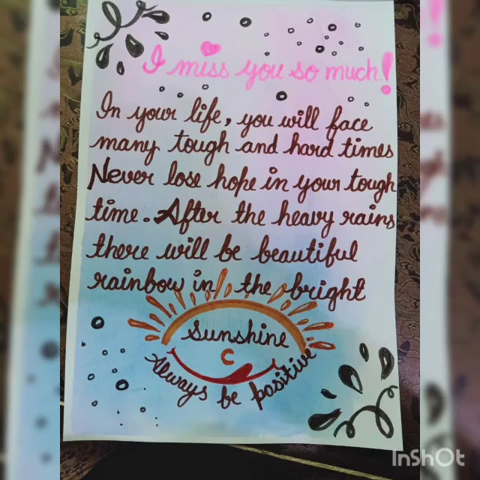 I miss you so much!
In your life, you will face
many tough and hard times
Never lose hope in your tough
time. After the heavy rains
there will be beautiful
rainbow in the bright
sunshine
Always be positive
InShOt